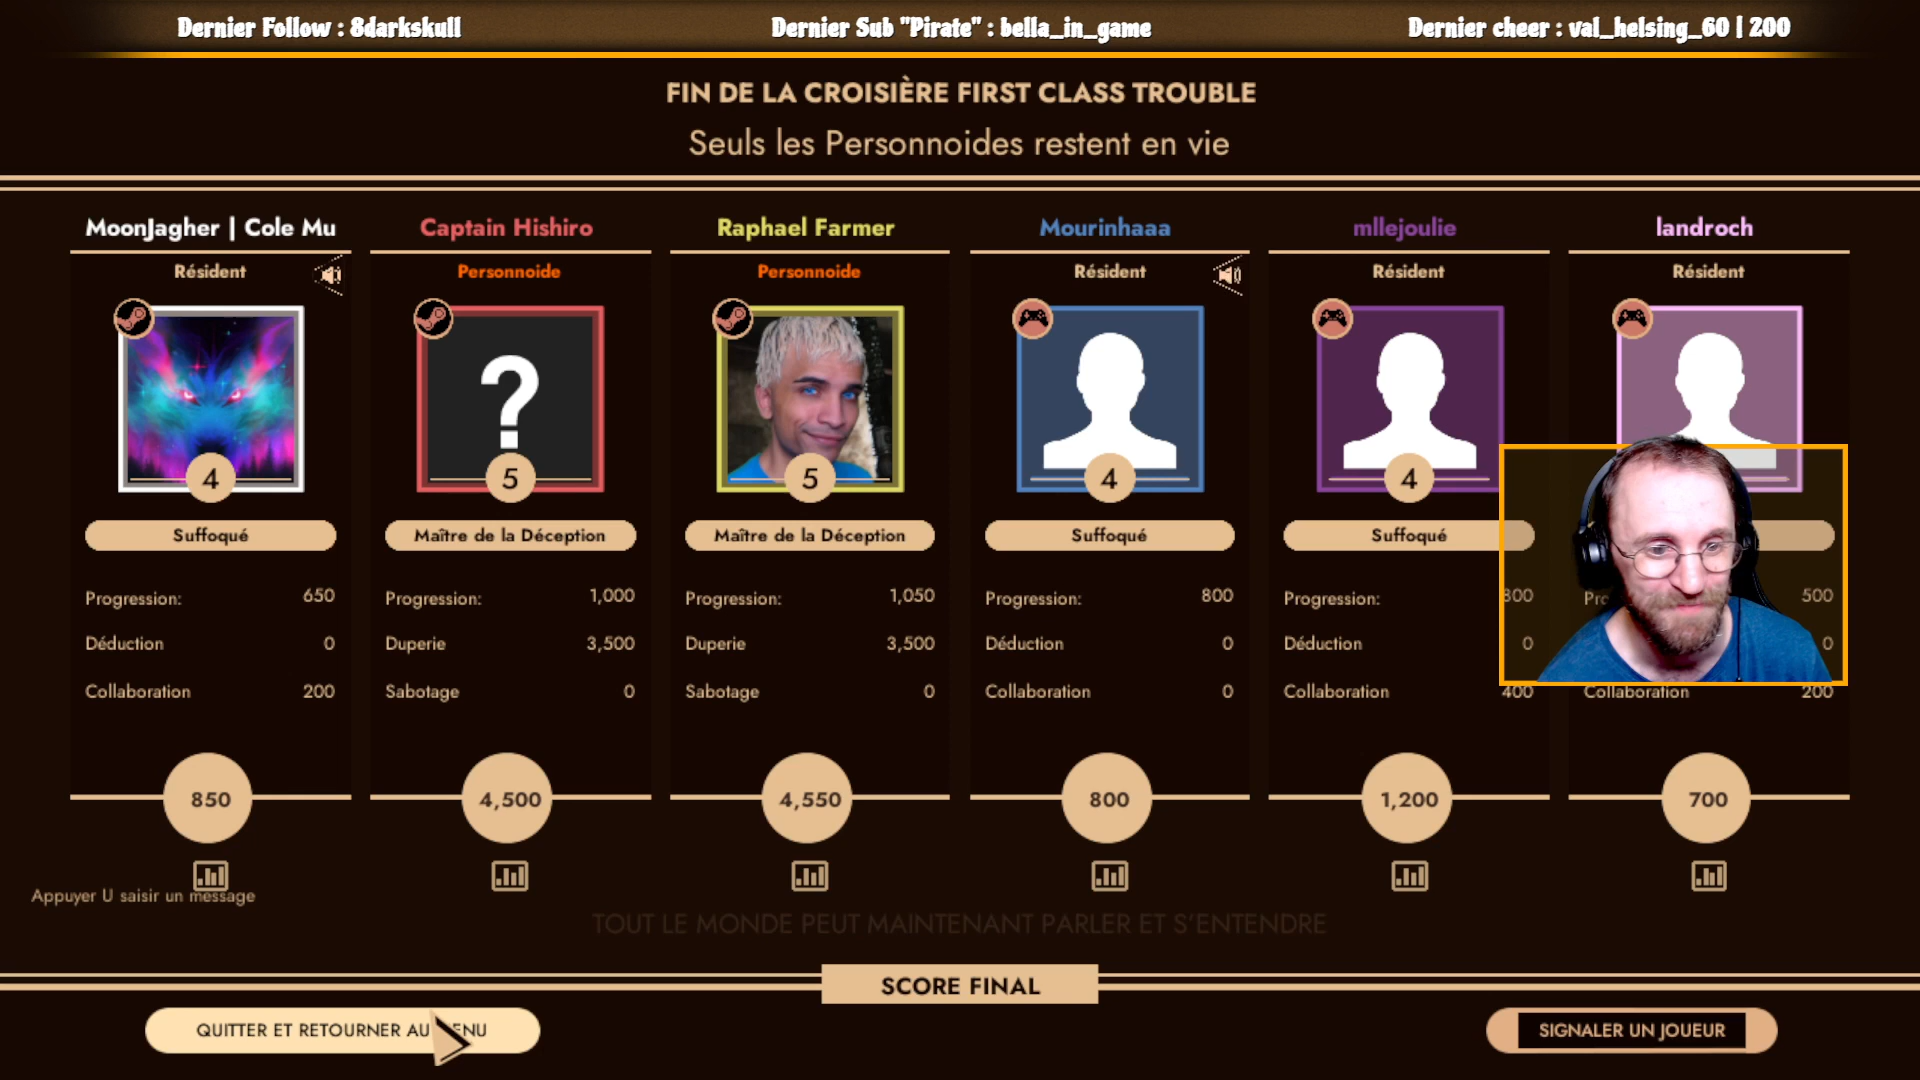 Dernier Follow : 8darkskull
Dernier Sub "Pirate" : bella_in_game
Dernier cheer : val_helsing_60 | 200
FIN DE LA CROISIÈRE FIRST CLASS TROUBLE
Seuls les Personnoides restent en vie
MoonJagher | Cole Mu
Résident
4
Suffoqué
Progression: 650
Déduction 0
Collaboration 200
850
Captain Hishiro
Personnoide
?
5
Maître de la Déception
Progression: 1,000
Duperie 3,500
Sabotage 0
4,500
Raphael Farmer
Personnoide
5
Maître de la Déception
Progression: 1,050
Duperie 3,500
Sabotage 0
4,550
Mourinhaaa
Résident
4
Suffoqué
Progression: 800
Déduction 0
Collaboration 0
800
mllejoulie
Résident
4
Suffoqué
Progression: 800
Déduction 0
Collaboration 400
1,200
landroch
Résident
500
0
Collaboration 200
700
Appuyer U saisir un message
TOUT LE MONDE PEUT MAINTENANT PARLER ET S'ENTENDRE
SCORE FINAL
QUITTER ET RETOURNER AU MENU
SIGNALER UN JOUEUR